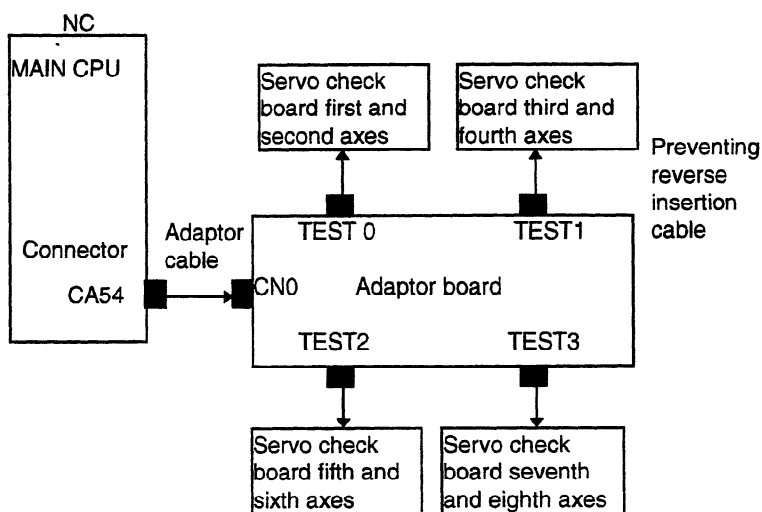 NC
MAIN CPU
Connector
CA54
Adaptor
cable
Servo check
board first and
second axes
Servo check
board third and
fourth axes
Preventing
reverse
insertion
cable
TEST 0
TEST1
CN0
Adaptor board
TEST2
TEST3
Servo check
board fifth and
sixth axes
Servo check
board seventh
and eighth axes